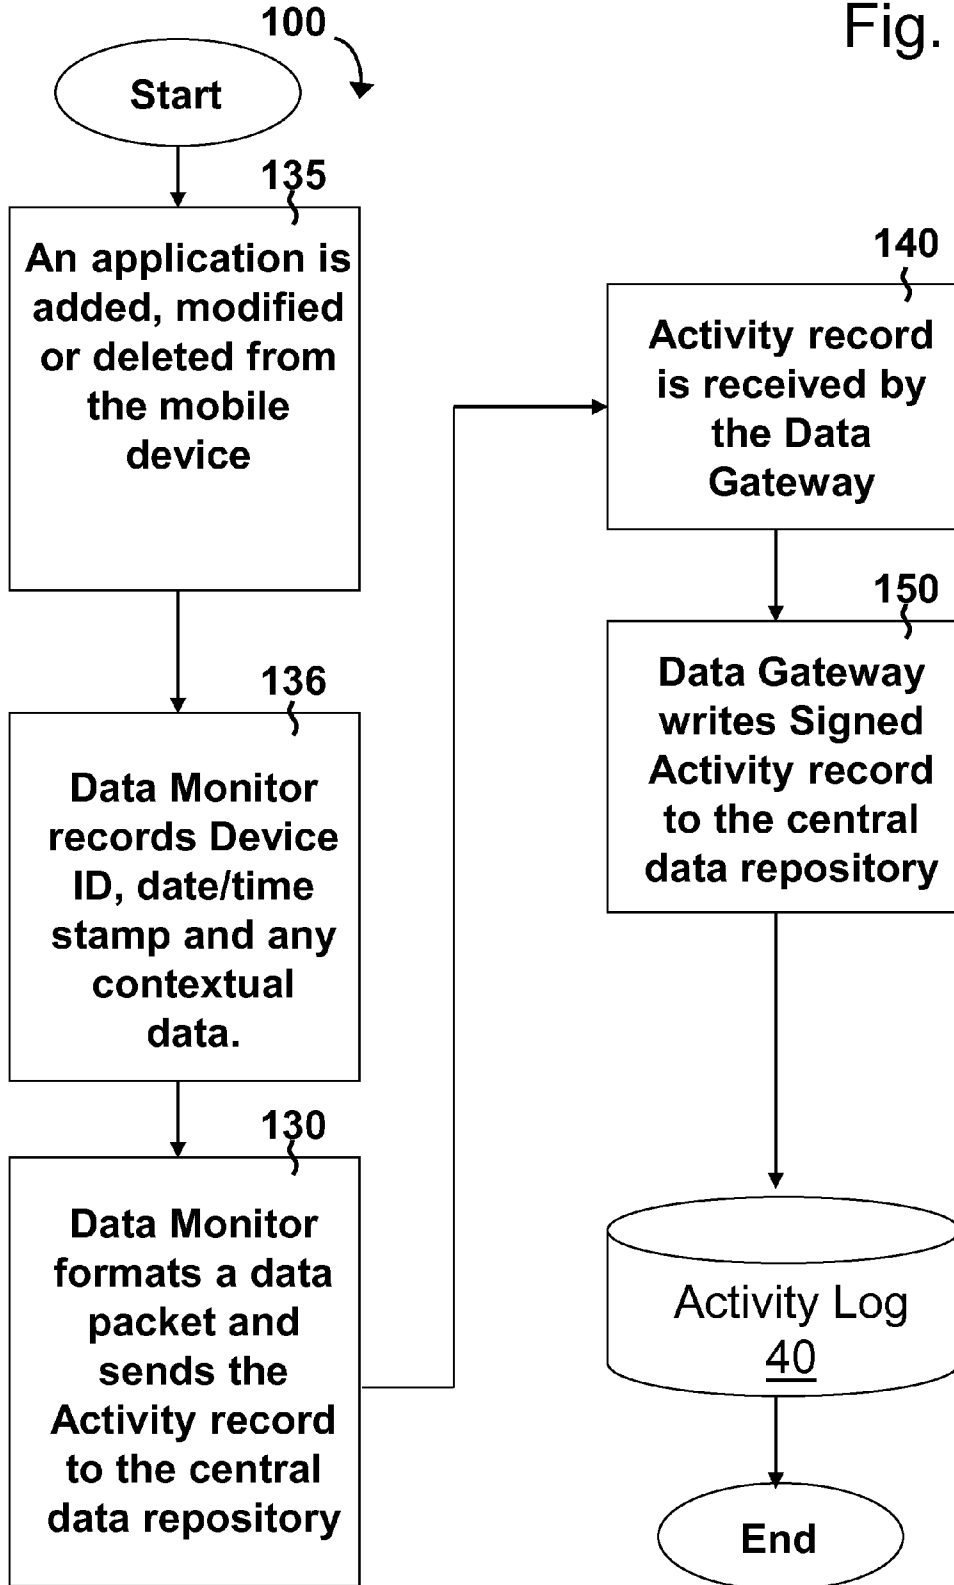 100
Fig.
Start
135
An application is
added, modified
or deleted from
the mobile
device
136
Data Monitor
records Device
ID, date/time
stamp and any
contextual
data.
130
Data Monitor
formats a data
packet and
sends the
Activity record
to the central
data repository
140
Activity record
is received by
the Data
Gateway
150
Data Gateway
writes Signed
Activity record
to the central
data repository
Activity Log
40
End